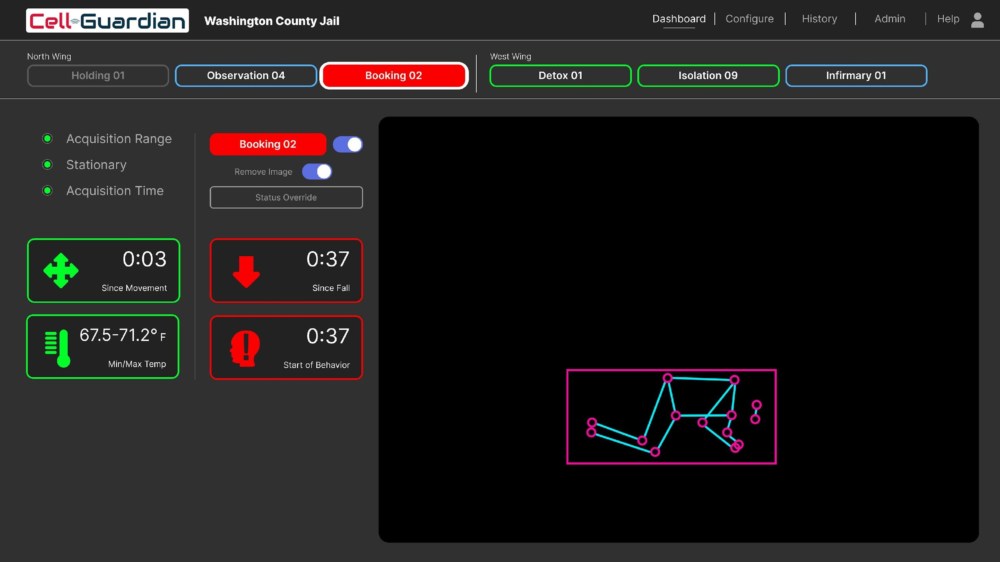 Cell Guardian
Washington County Jail
Dashboard
Configure
History
Admin
Help
North Wing
Holding 01
Observation 04
Booking 02
West Wing
Detox 01
Isolation 09
Infirmary 01
Acquisition Range
Stationary
Acquisition Time
Booking 02
Remove Image
Status Override
0:03
Since Movement
0:37
Since Fall
67.5-71.2° F
Min/Max Temp
0:37
Start of Behavior